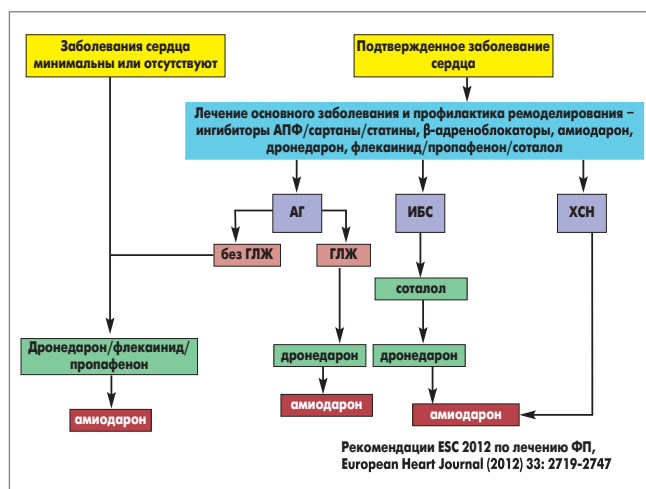 Заболевания сердца
минимальны или отсутствуют
Подтвержденное заболевание
сердца
Лечение основного заболевания и профилактика ремоделирования –
ингибиторы АПФ/сартаны/статины, β-адреноблокаторы, амиодарон,
дронедарон, флекаинид/пропафенон/соталол
АГ
ИБС
ХСН
без ГЛЖ
ГЛЖ
соталол
Дронедарон/флекаинид/
пропафенон
дронедарон
дронедарон
амиодарон
амиодарон
амиодарон
Рекомендации ESC 2012 по лечению ФП,
European Heart Journal (2012) 33: 2719-2747